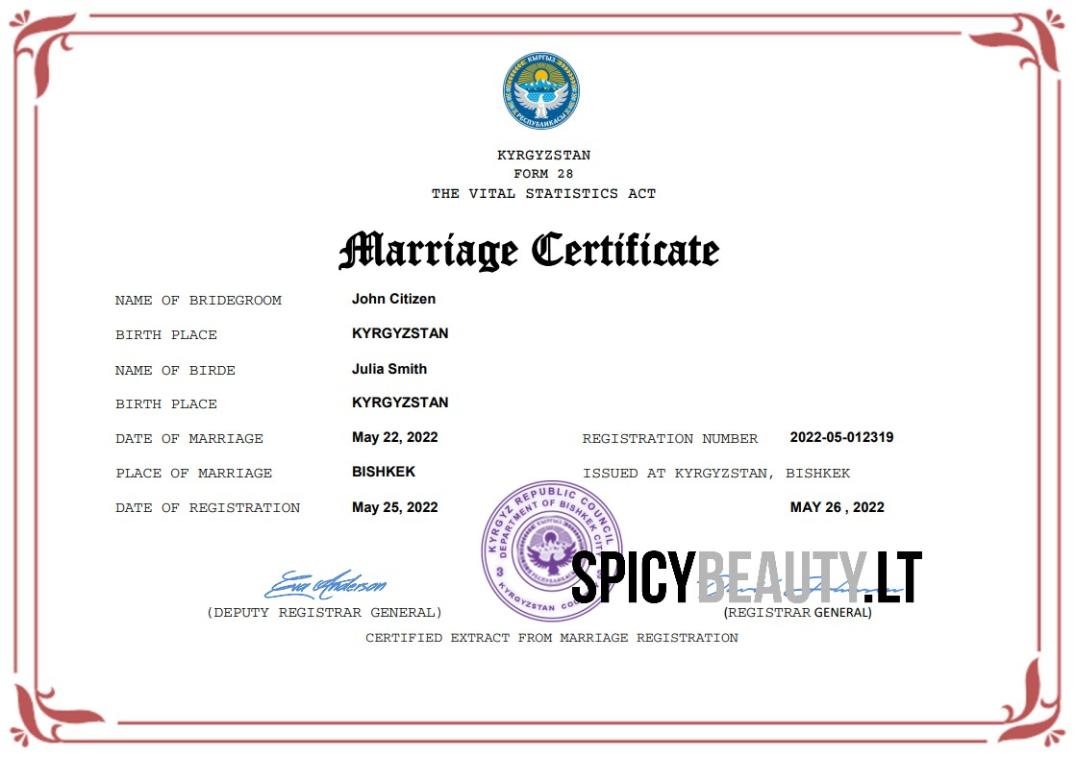 КЫРГЫЗ
РЕСПУБЛИКАСЫ
KYRGYZSTAN
FORM 28
THE VITAL STATISTICS ACT
Marriage Certificate
NAME OF BRIDEGROOM John Citizen
BIRTH PLACE KYRGYZSTAN
NAME OF BIRDE Julia Smith
BIRTH PLACE KYRGYZSTAN
DATE OF MARRIAGE May 22, 2022 REGISTRATION NUMBER 2022-05-012319
PLACE OF MARRIAGE BISHKEK ISSUED AT KYRGYZSTAN, BISHKEK
DATE OF REGISTRATION May 25, 2022 MAY 26 , 2022
KYRGYZ REPUBLIC COUNCIL
DEPARTMENT OF BISHKEK CITY
КЫРГЫЗ
РЕСПУБЛИКАСЫ
3
KYRGYZSTAN
SPICYBEAUTY.LT
Eva Anderson
(DEPUTY REGISTRAR GENERAL) (REGISTRAR GENERAL)
CERTIFIED EXTRACT FROM MARRIAGE REGISTRATION